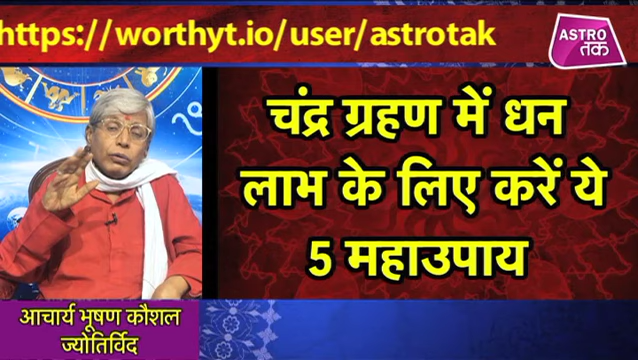 https://worthyt.io/user/astrotak
ASTRO
तक
चंद्र ग्रहण में धन
लाभ के लिए करें ये
5 महाउपाय
आचार्य भूषण कौशल
ज्योतिर्विद